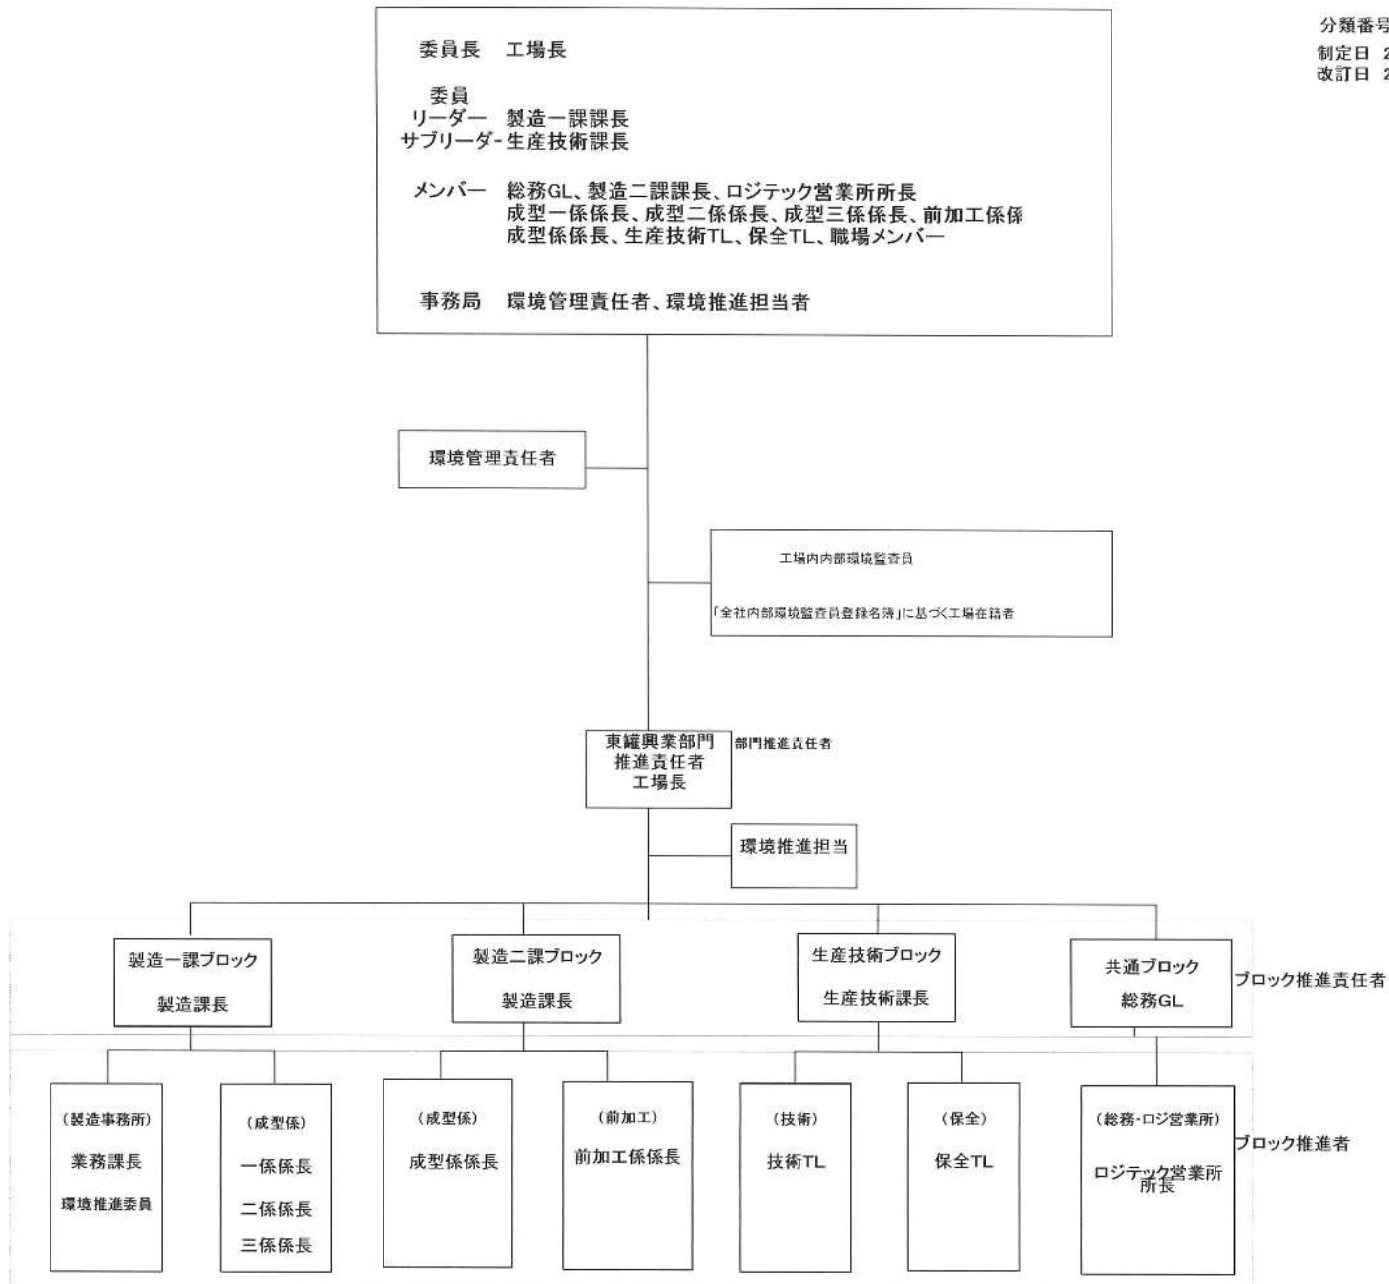 分類番号
制定日 2
改訂日 2
委員長 工場長
委員
リーダー 製造一課課長
サブリーダー 生産技術課長
メンバー 総務GL、製造二課課長、ロジテック営業所所長
成型一係係長、成型二係係長、成型三係係長、前加工係係
成型係係長、生産技術TL、保全TL、職場メンバー
事務局 環境管理責任者、環境推進担当者
環境管理責任者
工場内内部環境監査員
「全社内部環境監査員登録名簿」に基づく工場在籍者
東罐興業部門
推進責任者
工場長
部門推進責任者
環境推進担当
製造一課ブロック
製造課長
製造二課ブロック
製造課長
生産技術ブロック
生産技術課長
共通ブロック
総務GL
ブロック推進責任者
(製造事務所)
業務課長
環境推進委員
(成型係)
一係係長
二係係長
三係係長
(成型係)
成型係係長
(前加工)
前加工係係長
(技術)
技術TL
(保全)
保全TL
(総務-ロジ営業所)
ロジテック営業所
所長
ブロック推進者